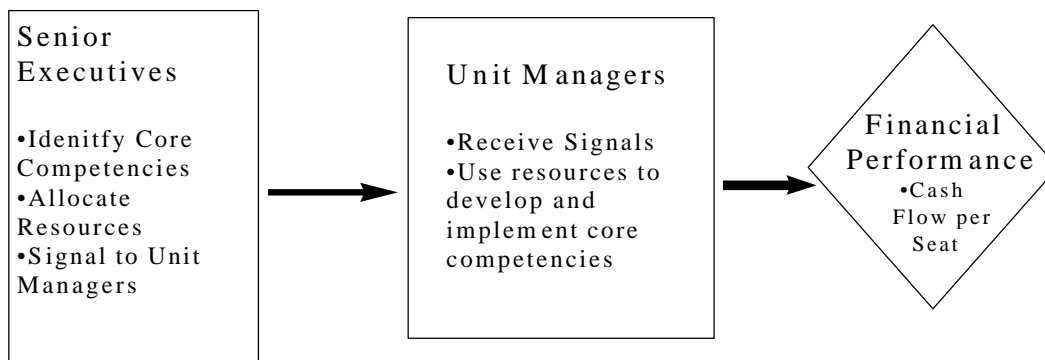 Senior
Executives
•Idenitfy Core
Competencies
•Allocate
Resources
•Signal to Unit
Managers
Unit Managers
•Receive Signals
•Use resources to
develop and
implement core
competencies
Financial
Performance
•Cash
Flow per
Seat